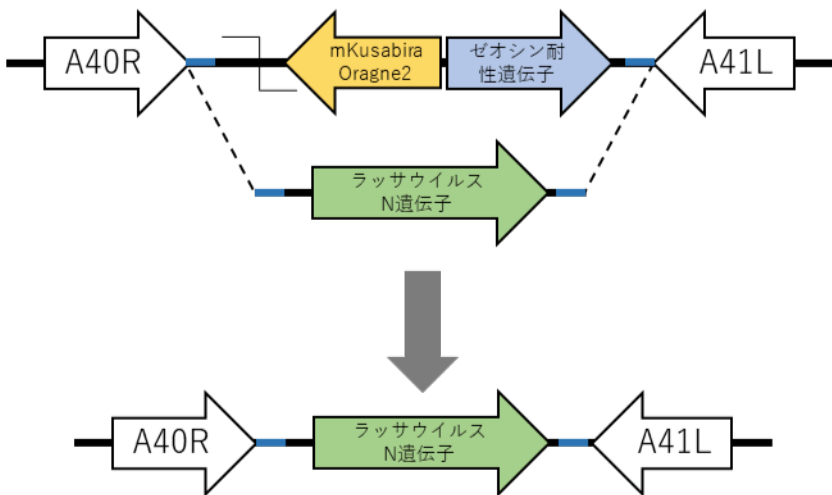 A40R
mKusabira
Oragne2
ゼオシン耐
性遺伝子
A41L
ラッサウイルス
N遺伝子
A40R
ラッサウイルス
N遺伝子
A41L